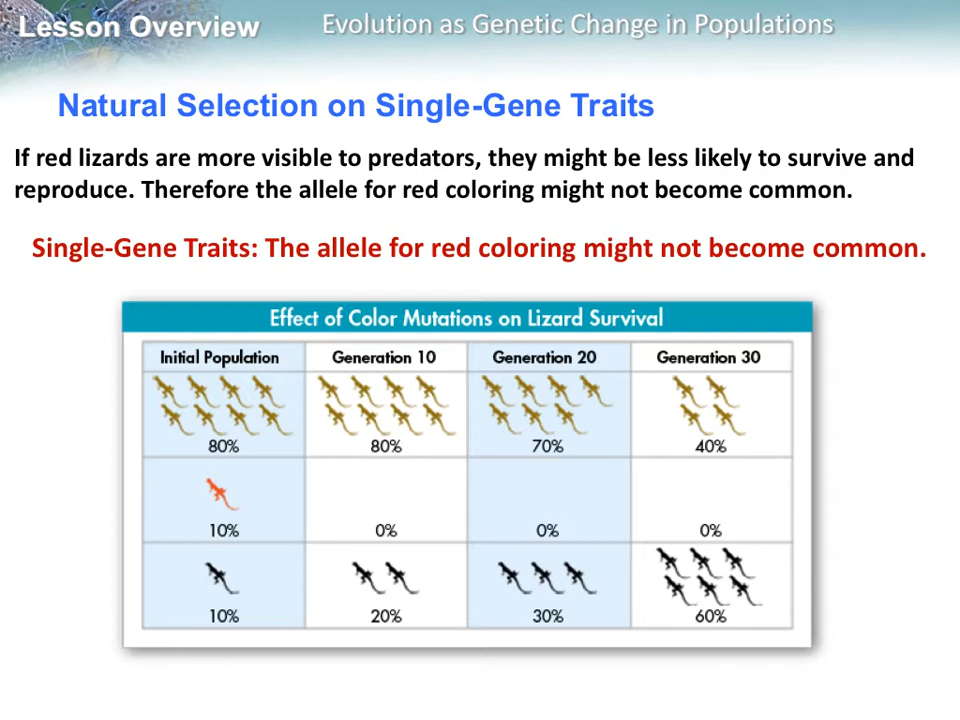 Lesson Overview
Evolution as Genetic Change in Populations
Natural Selection on Single-Gene Traits
If red lizards are more visible to predators, they might be less likely to survive and
reproduce. Therefore the allele for red coloring might not become common.
Single-Gene Traits: The allele for red coloring might not become common.
Effect of Color Mutations on Lizard Survival
Initial Population Generation 10 Generation 20 Generation 30
80% 80% 70% 40%
10% 0% 0% 0%
10% 20% 30% 60%